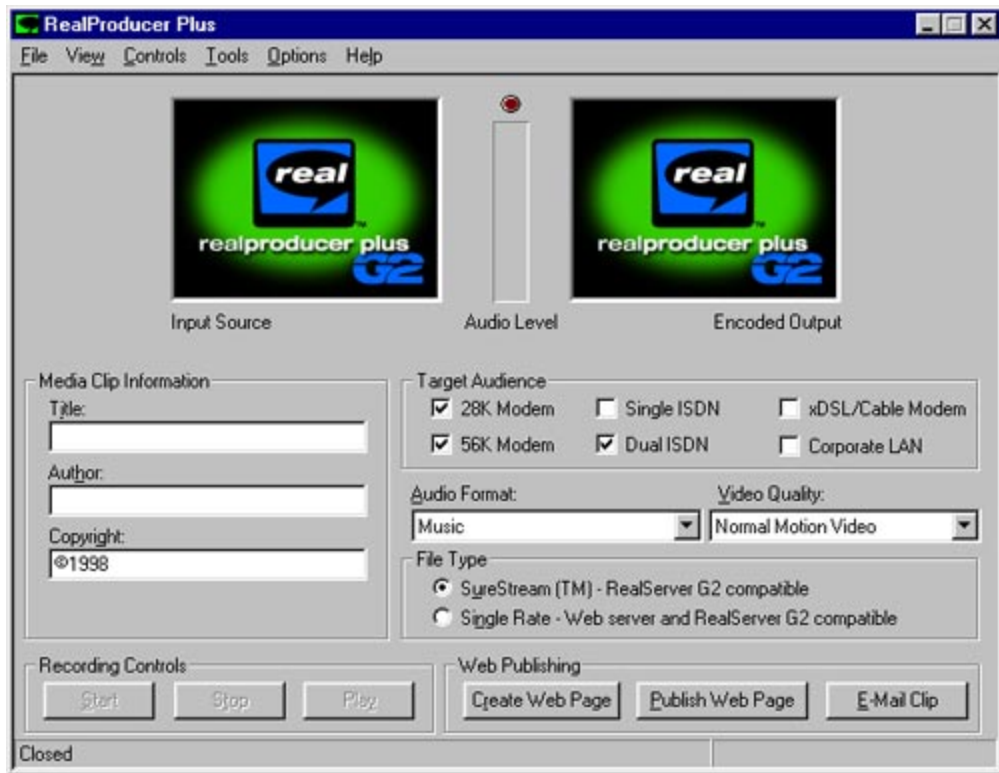 RealProducer Plus
File View Controls Tools Options Help
real
™
realproducer plus
G2
real
™
realproducer plus
G2
Input Source
Audio Level
Encoded Output
Media Clip Information
Title:
Author:
Copyright:
©1998
Target Audience
28K Modem
Single ISDN
xDSL/Cable Modem
56K Modem
Dual ISDN
Corporate LAN
Audio Format:
Video Quality:
Music
Normal Motion Video
File Type
SureStream (TM) - RealServer G2 compatible
Single Rate - Web server and RealServer G2 compatible
Recording Controls
Start
Stop
Play
Web Publishing
Create Web Page
Publish Web Page
E-Mail Clip
Closed